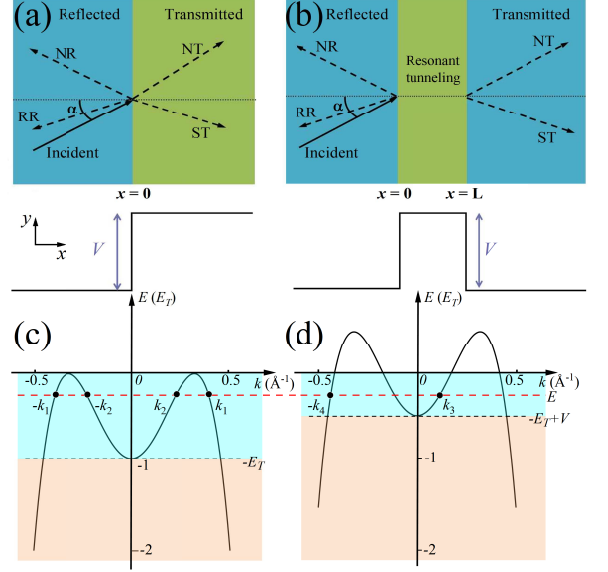 (a)
Reflected
Transmitted
NR
NT
α
RR
ST
Incident
x = 0
(b)
Reflected
Transmitted
NR
Resonant
tunneling
NT
α
RR
ST
Incident
x = 0
x = L
y
x
V
V
(c)
E (E_T)
-0.5
0
0.5
k (Å⁻¹)
-k₁
-k₂
k₂
k₁
-E_T
-1
-2
(d)
E (E_T)
-0.5
0
0.5
k (Å⁻¹)
E
-k₄
k₃
-E_T+V
-1
-2